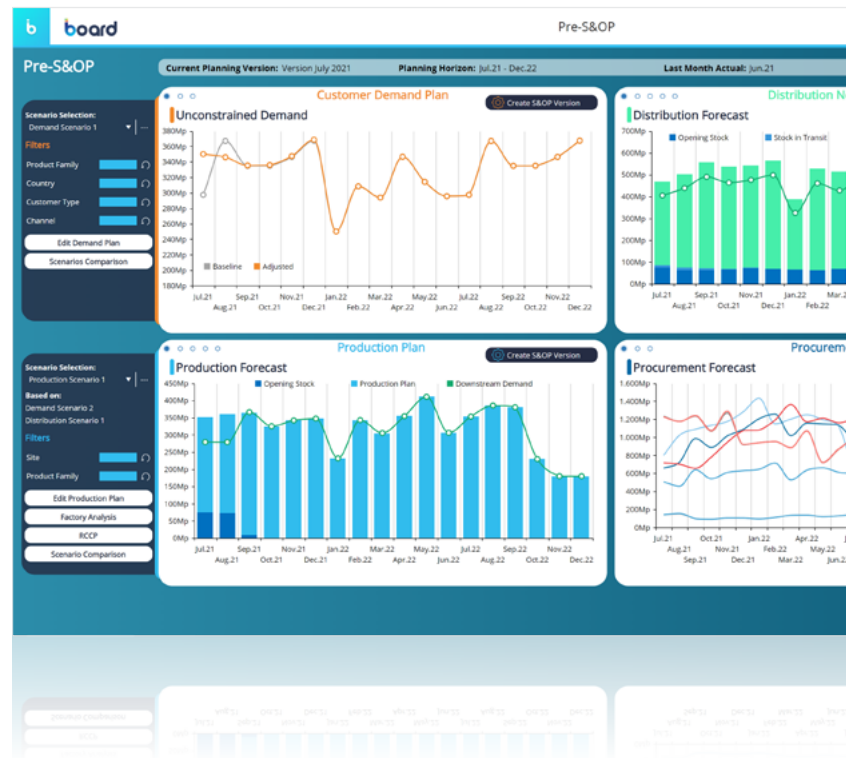 b board
Pre-S&OP
Pre-S&OP
Current Planning Version: Version July 2021 Planning Horizon: Jul.21 - Dec.22 Last Month Actual: Jun.21
Scenario Selection:
Demand Scenario 1
Filters
Product Family
Country
Customer Type
Channel
Edit Demand Plan
Scenarios Comparison
Customer Demand Plan
Create S&OP Version
Unconstrained Demand
380Mp
360Mp
340Mp
320Mp
300Mp
280Mp
260Mp
240Mp
220Mp
200Mp
180Mp
Baseline Adjusted
Jul.21 Sep.21 Nov.21 Jan.22 Mar.22 May.22 Jul.22 Sep.22 Nov.22
Aug.21 Oct.21 Dec.21 Feb.22 Apr.22 Jun.22 Aug.22 Oct.22 Dec.22
Distribution N
Distribution Forecast
700Mp
600Mp
500Mp
400Mp
300Mp
200Mp
100Mp
0Mp
Opening Stock Stock in Transit
Jul.21 Sep.21 Nov.21 Jan.22 Mar.2
Aug.21 Oct.21 Dec.21 Feb.22
Scenario Selection:
Production Scenario 1
Based on:
Demand Scenario 2
Distribution Scenario 1
Filters
Site
Product Family
Edit Production Plan
Factory Analysis
RCCP
Scenario Comparison
Production Plan
Create S&OP Version
Production Forecast
450Mp
400Mp
350Mp
300Mp
250Mp
200Mp
150Mp
100Mp
50Mp
0Mp
Opening Stock Production Plan Downstream Demand
Jul.21 Sep.21 Nov.21 Jan.22 Mar.22 May.22 Jul.22 Sep.22 Nov.22
Aug.21 Oct.21 Dec.21 Feb.22 Apr.22 Jun.22 Aug.22 Oct.22 Dec.22
Procurem
Procurement Forecast
1.600Mp
1.400Mp
1.200Mp
1.000Mp
800Mp
600Mp
400Mp
200Mp
0Mp
Jul.21 Oct.21 Jan.22 Apr.22
Aug.21 Nov.21 Feb.22 May.22
Sep.21 Dec.21 Mar.22 Jun.2